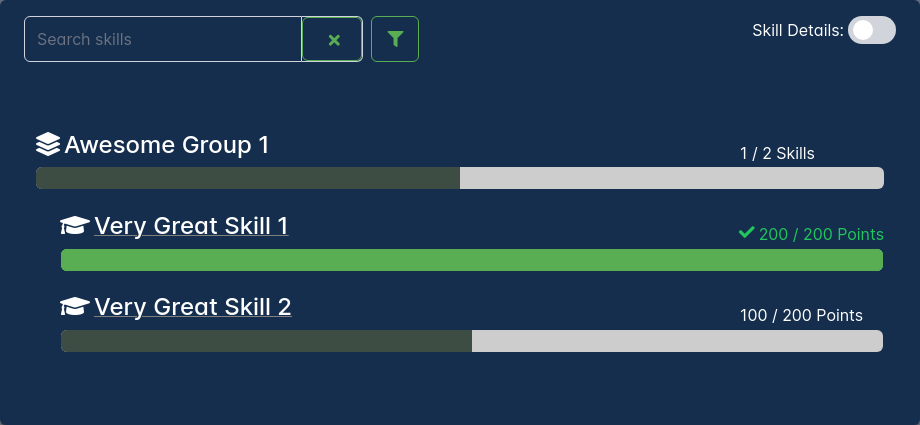 Search skills
Skill Details:
Awesome Group 1
1 / 2 Skills
Very Great Skill 1
200 / 200 Points
Very Great Skill 2
100 / 200 Points